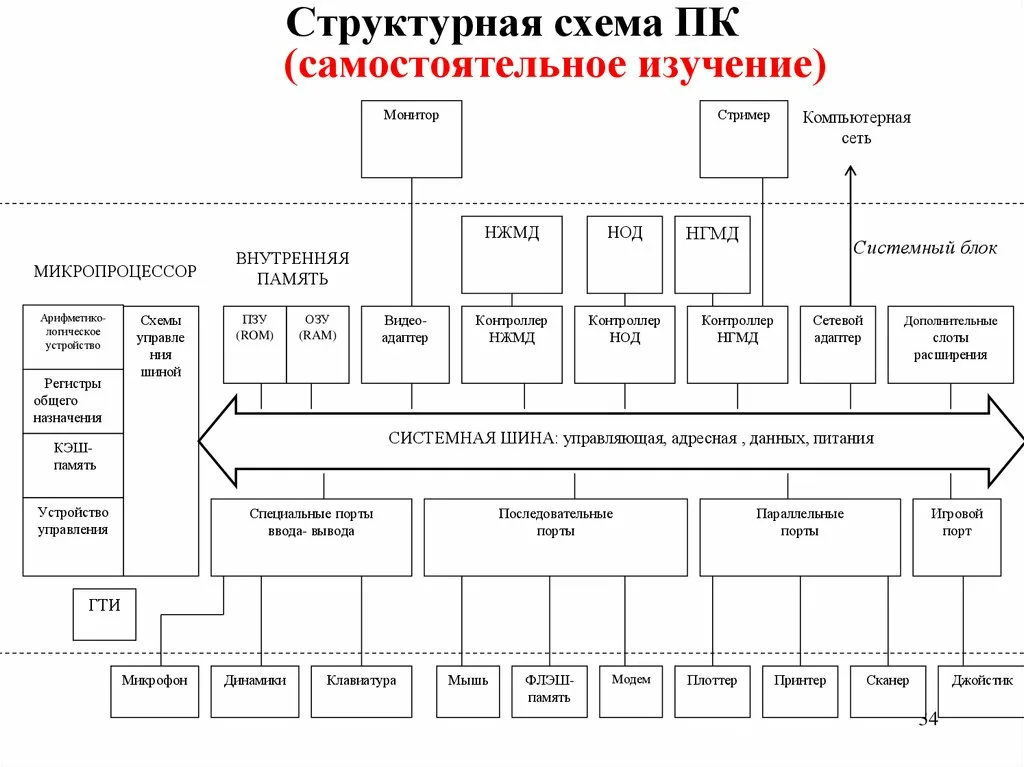 Структурная схема ПК
(самостоятельное изучение)
Монитор
Стример
Компьютерная
сеть
НЖМД
НОД
НГМД
Системный блок
МИКРОПРОЦЕССОР
ВНУТРЕННЯЯ
ПАМЯТЬ
Арифметико-
логическое
устройство
Схемы
управле
ния
шиной
ПЗУ
(ROM)
ОЗУ
(RAM)
Видео-
адаптер
Контроллер
НЖМД
Контроллер
НОД
Контроллер
НГМД
Сетевой
адаптер
Дополнительные
слоты
расширения
Регистры
общего
назначения
КЭШ-
память
Устройство
управления
СИСТЕМНАЯ ШИНА: управляющая, адресная , данных, питания
Специальные порты
ввода- вывода
Последовательные
порты
Параллельные
порты
Игровой
порт
ГТИ
Микрофон
Динамики
Клавиатура
Мышь
ФЛЭШ-
память
Модем
Плоттер
Принтер
Сканер
Джойстик
34